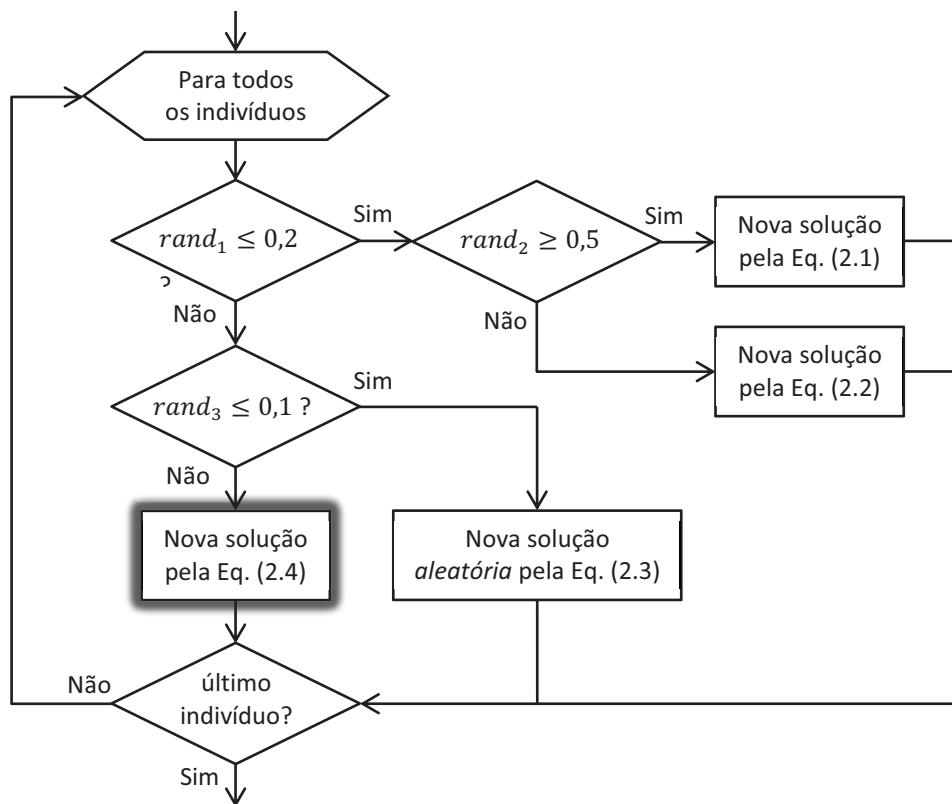 Para todos
os indivíduos
rand₁ ≤ 0,2
?
Sim
rand₂ ≥ 0,5
Sim
Nova solução
pela Eq. (2.1)
Não
Não
Nova solução
pela Eq. (2.2)
rand₃ ≤ 0,1 ?
Sim
Não
Nova solução
pela Eq. (2.4)
Nova solução
aleatória pela Eq. (2.3)
último
indivíduo?
Não
Sim